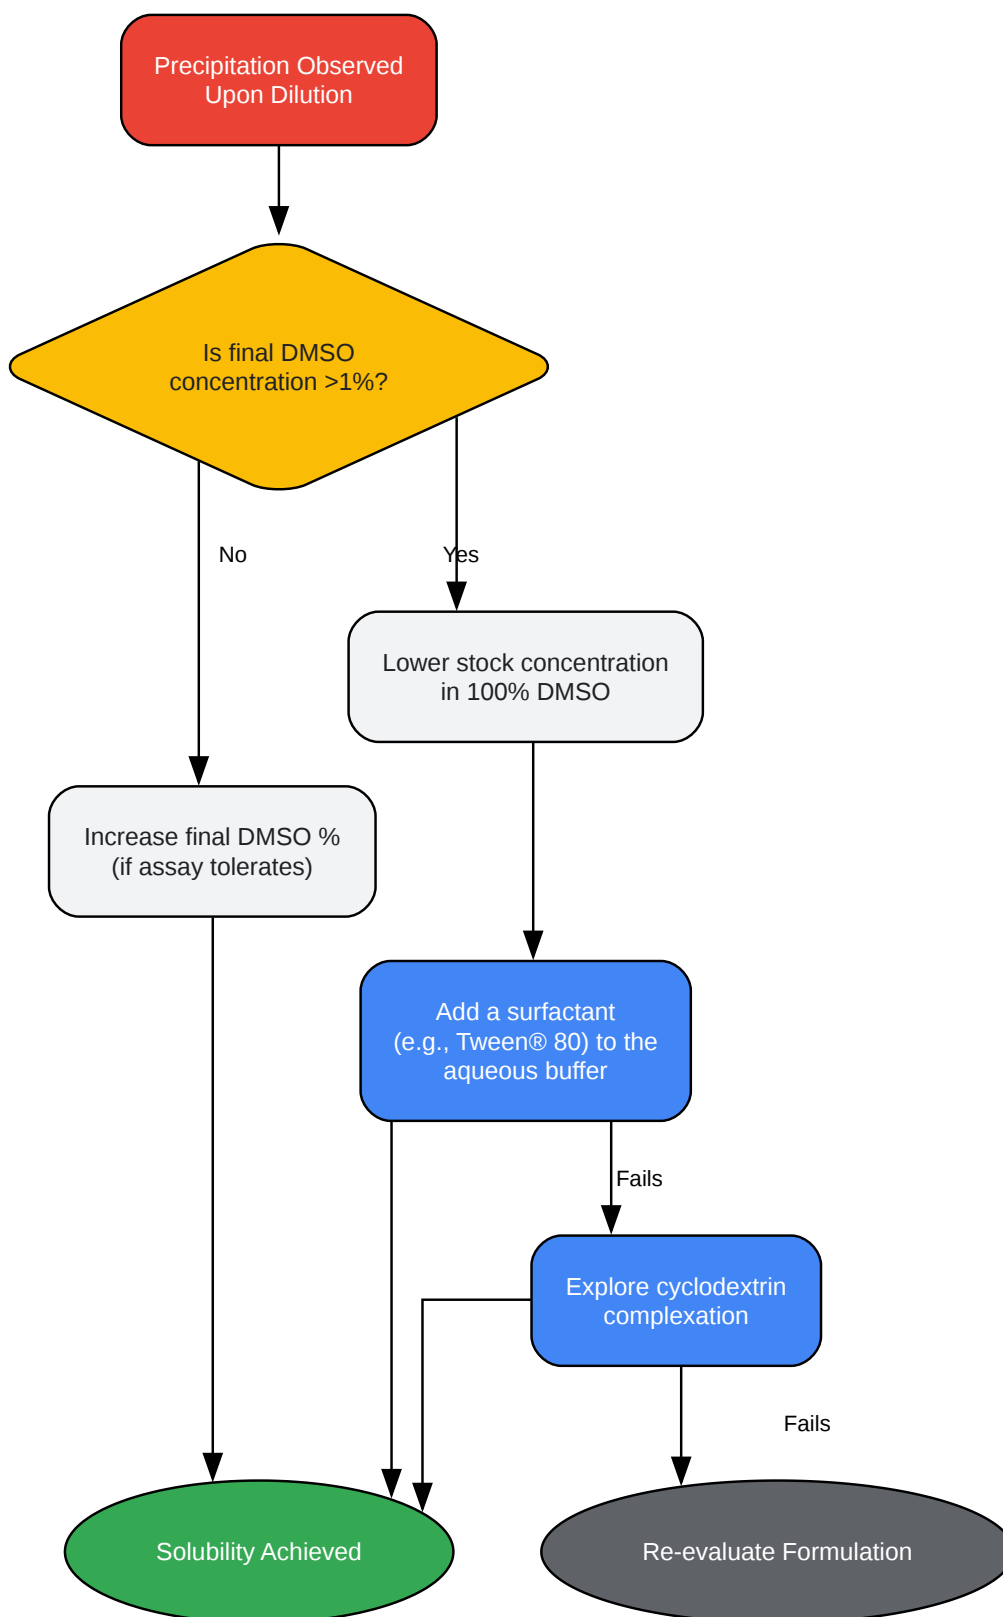 Precipitation Observed
Upon Dilution
Is final DMSO
concentration >1%?
No
Yes
Lower stock concentration
in 100% DMSO
Increase final DMSO %
(if assay tolerates)
Add a surfactant
(e.g., Tween® 80) to the
aqueous buffer
Fails
Explore cyclodextrin
complexation
Fails
Solubility Achieved
Re-evaluate Formulation